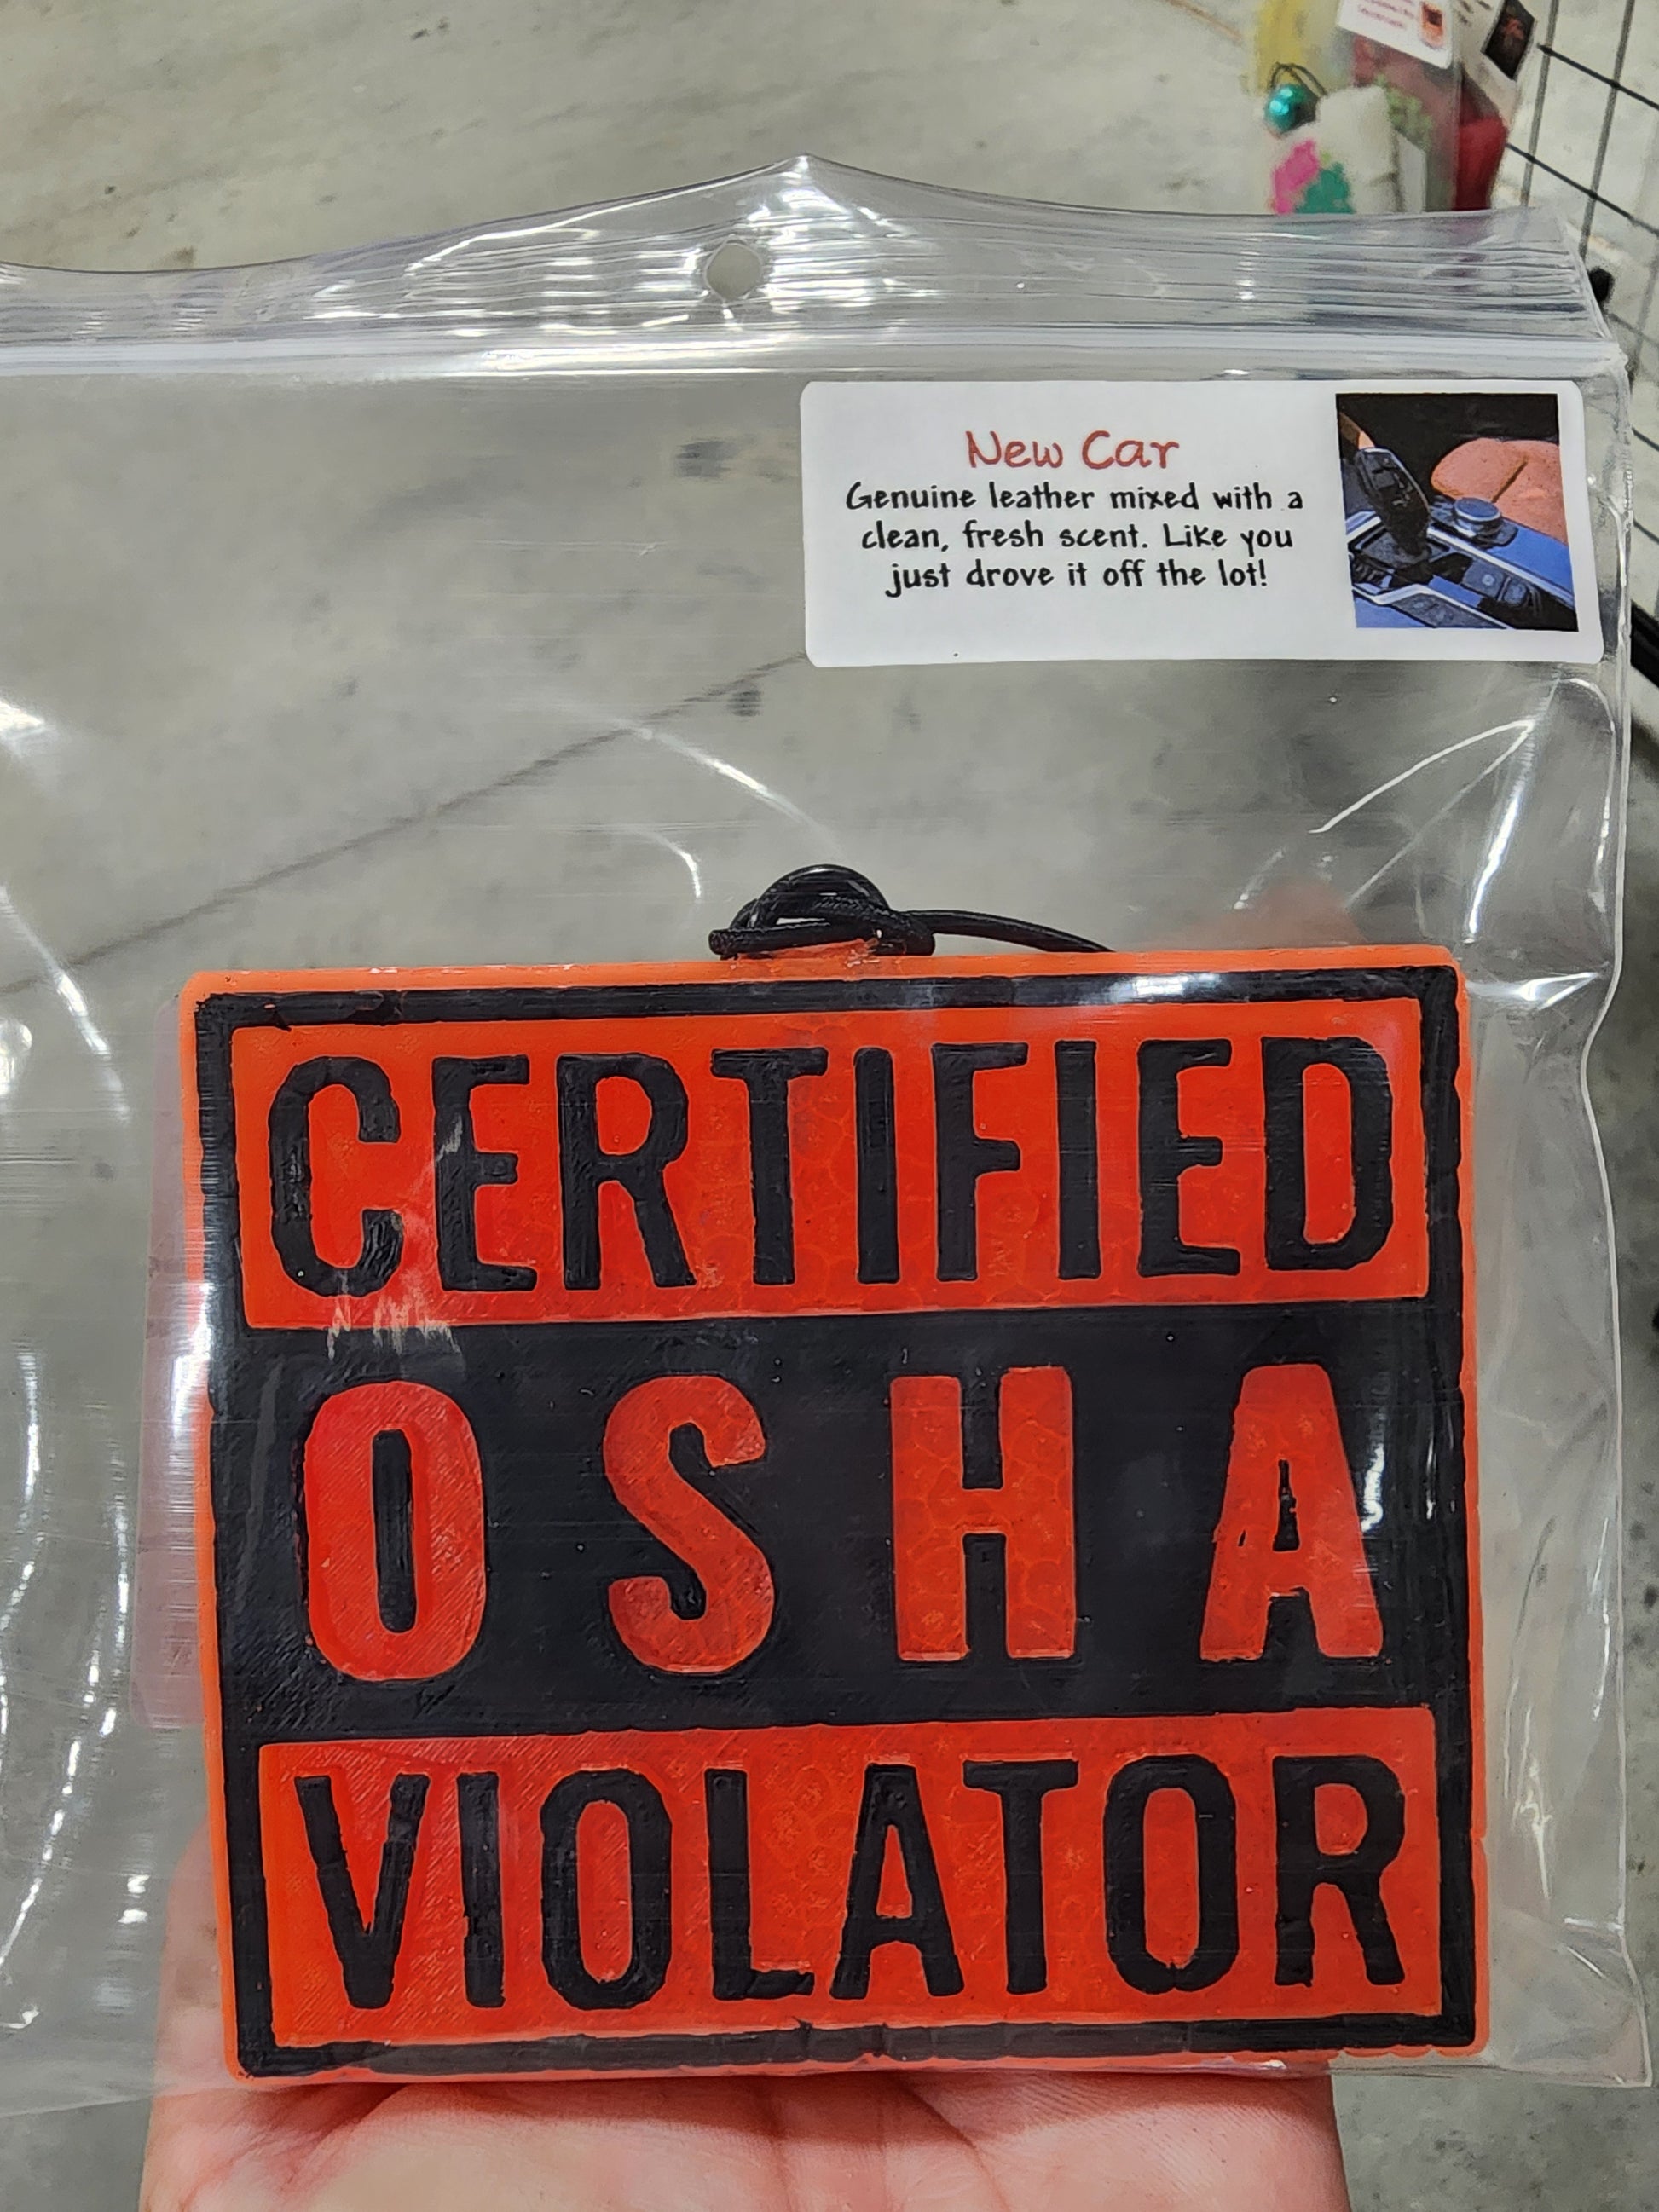 New Car
Genuine leather mixed with a
clean, fresh scent. Like you
just drove it off the lot!
CERTIFIED
OSHA
VIOLATOR